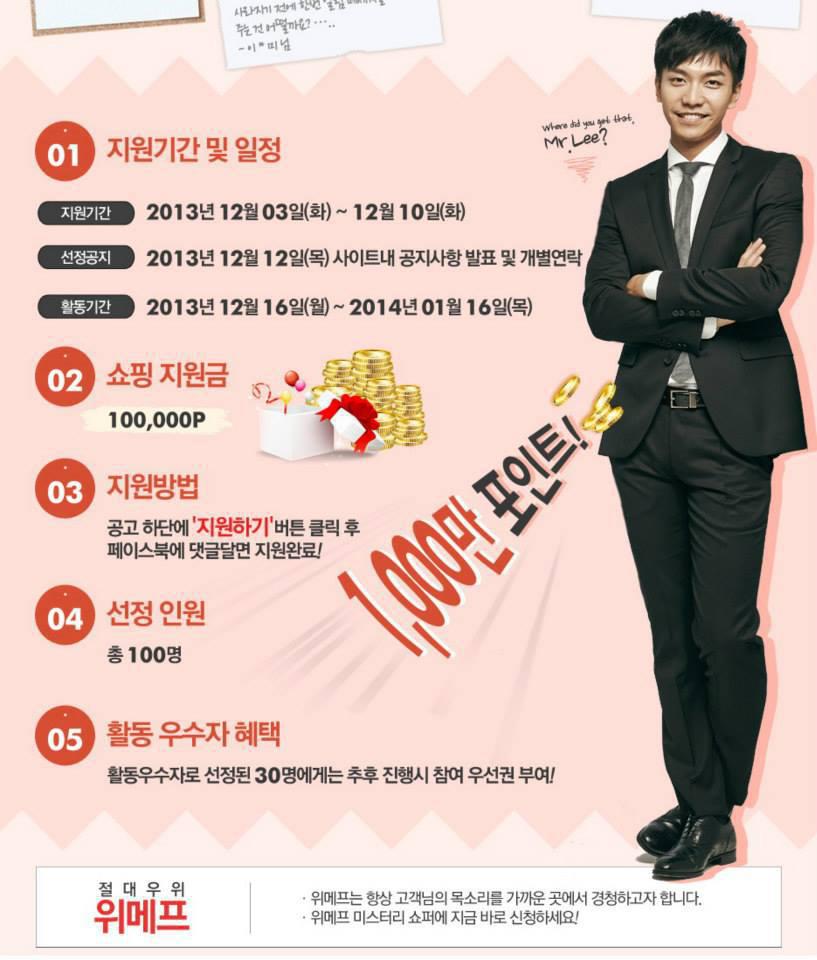 사라지기 전에 한번
주는 건 어떨까요? ....
- 이*미 님
Where did you get that,
Mr. Lee?
01 지원기간 및 일정
지원기간 2013년 12월 03일(화) ~ 12월 10일(화)
선정공지 2013년 12월 12일(목) 사이트내 공지사항 발표 및 개별연락
활동기간 2013년 12월 16일(월) ~ 2014년 01월 16일(목)
02 쇼핑 지원금
100,000P
1,000만 포인트!
03 지원방법
공고 하단에 '지원하기' 버튼 클릭 후
페이스북에 댓글달면 지원완료!
04 선정 인원
총 100명
05 활동 우수자 혜택
활동우수자로 선정된 30명에게는 추후 진행시 참여 우선권 부여!
절대우위
위메프
· 위메프는 항상 고객님의 목소리를 가까운 곳에서 경청하고자 합니다.
· 위메프 미스터리 쇼퍼에 지금 바로 신청하세요!